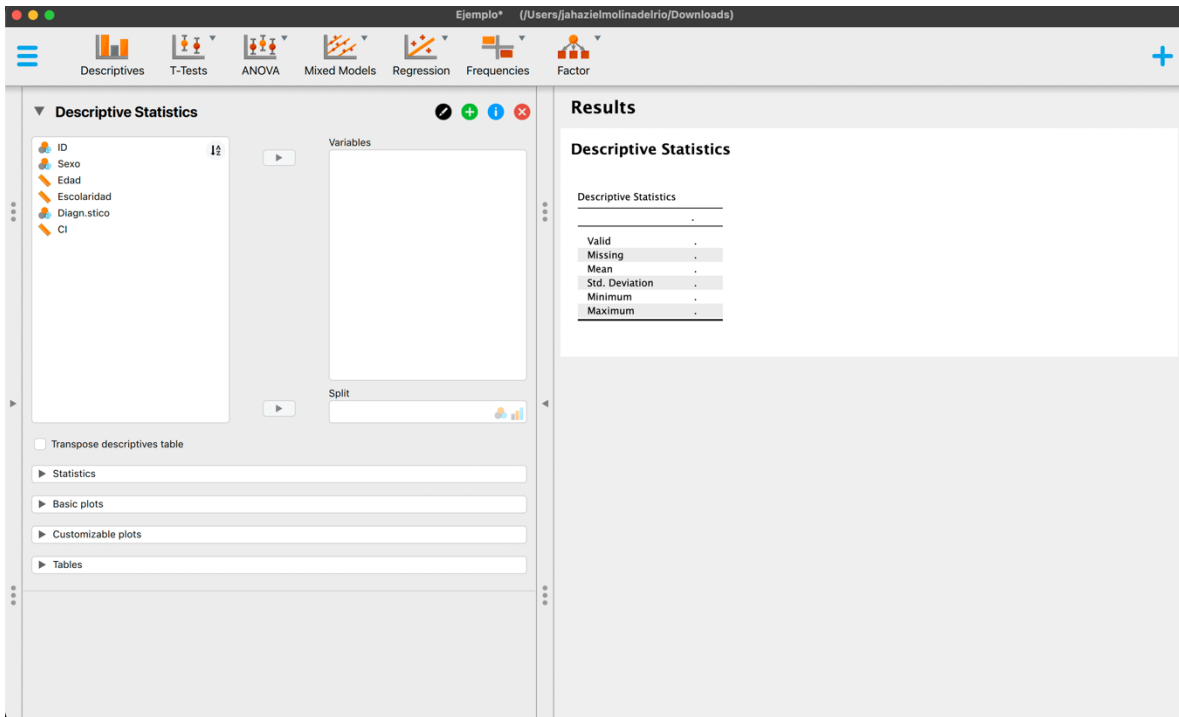 Ejemplo* (/Users/jahazielmolinadelrio/Downloads)
Descriptives T-Tests ANOVA Mixed Models Regression Frequencies Factor
Descriptive Statistics
ID
Sexo
Edad
Escolaridad
Diagn.stico
CI
Variables
Split
Transpose descriptives table
Statistics
Basic plots
Customizable plots
Tables
Results
Descriptive Statistics
Descriptive Statistics
.
Valid .
Missing .
Mean .
Std. Deviation .
Minimum .
Maximum .